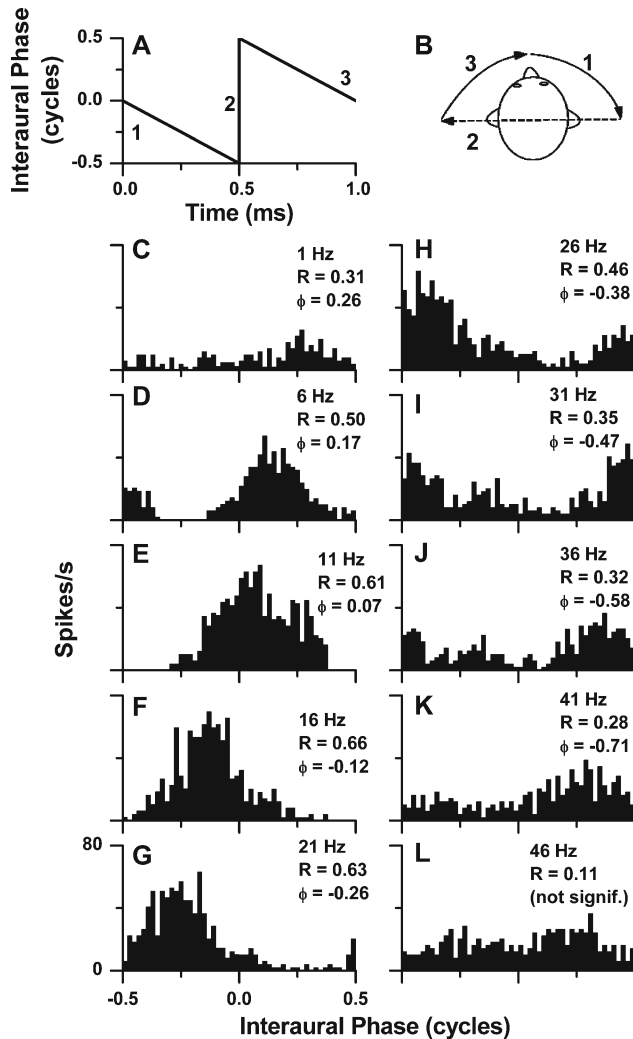 A
Interaural Phase
(cycles)
0.5
0.0
-0.5
1
2
3
0.0
0.5
1.0
Time (ms)
B
3
1
2
C
1 Hz
R = 0.31
ϕ = 0.26
D
6 Hz
R = 0.50
ϕ = 0.17
E
11 Hz
R = 0.61
ϕ = 0.07
F
16 Hz
R = 0.66
ϕ = -0.12
G
21 Hz
R = 0.63
ϕ = -0.26
80
0
-0.5
0.0
0.5
Spikes/s
H
26 Hz
R = 0.46
ϕ = -0.38
I
31 Hz
R = 0.35
ϕ = -0.47
J
36 Hz
R = 0.32
ϕ = -0.58
K
41 Hz
R = 0.28
ϕ = -0.71
L
46 Hz
R = 0.11
(not signif.)
Interaural Phase (cycles)